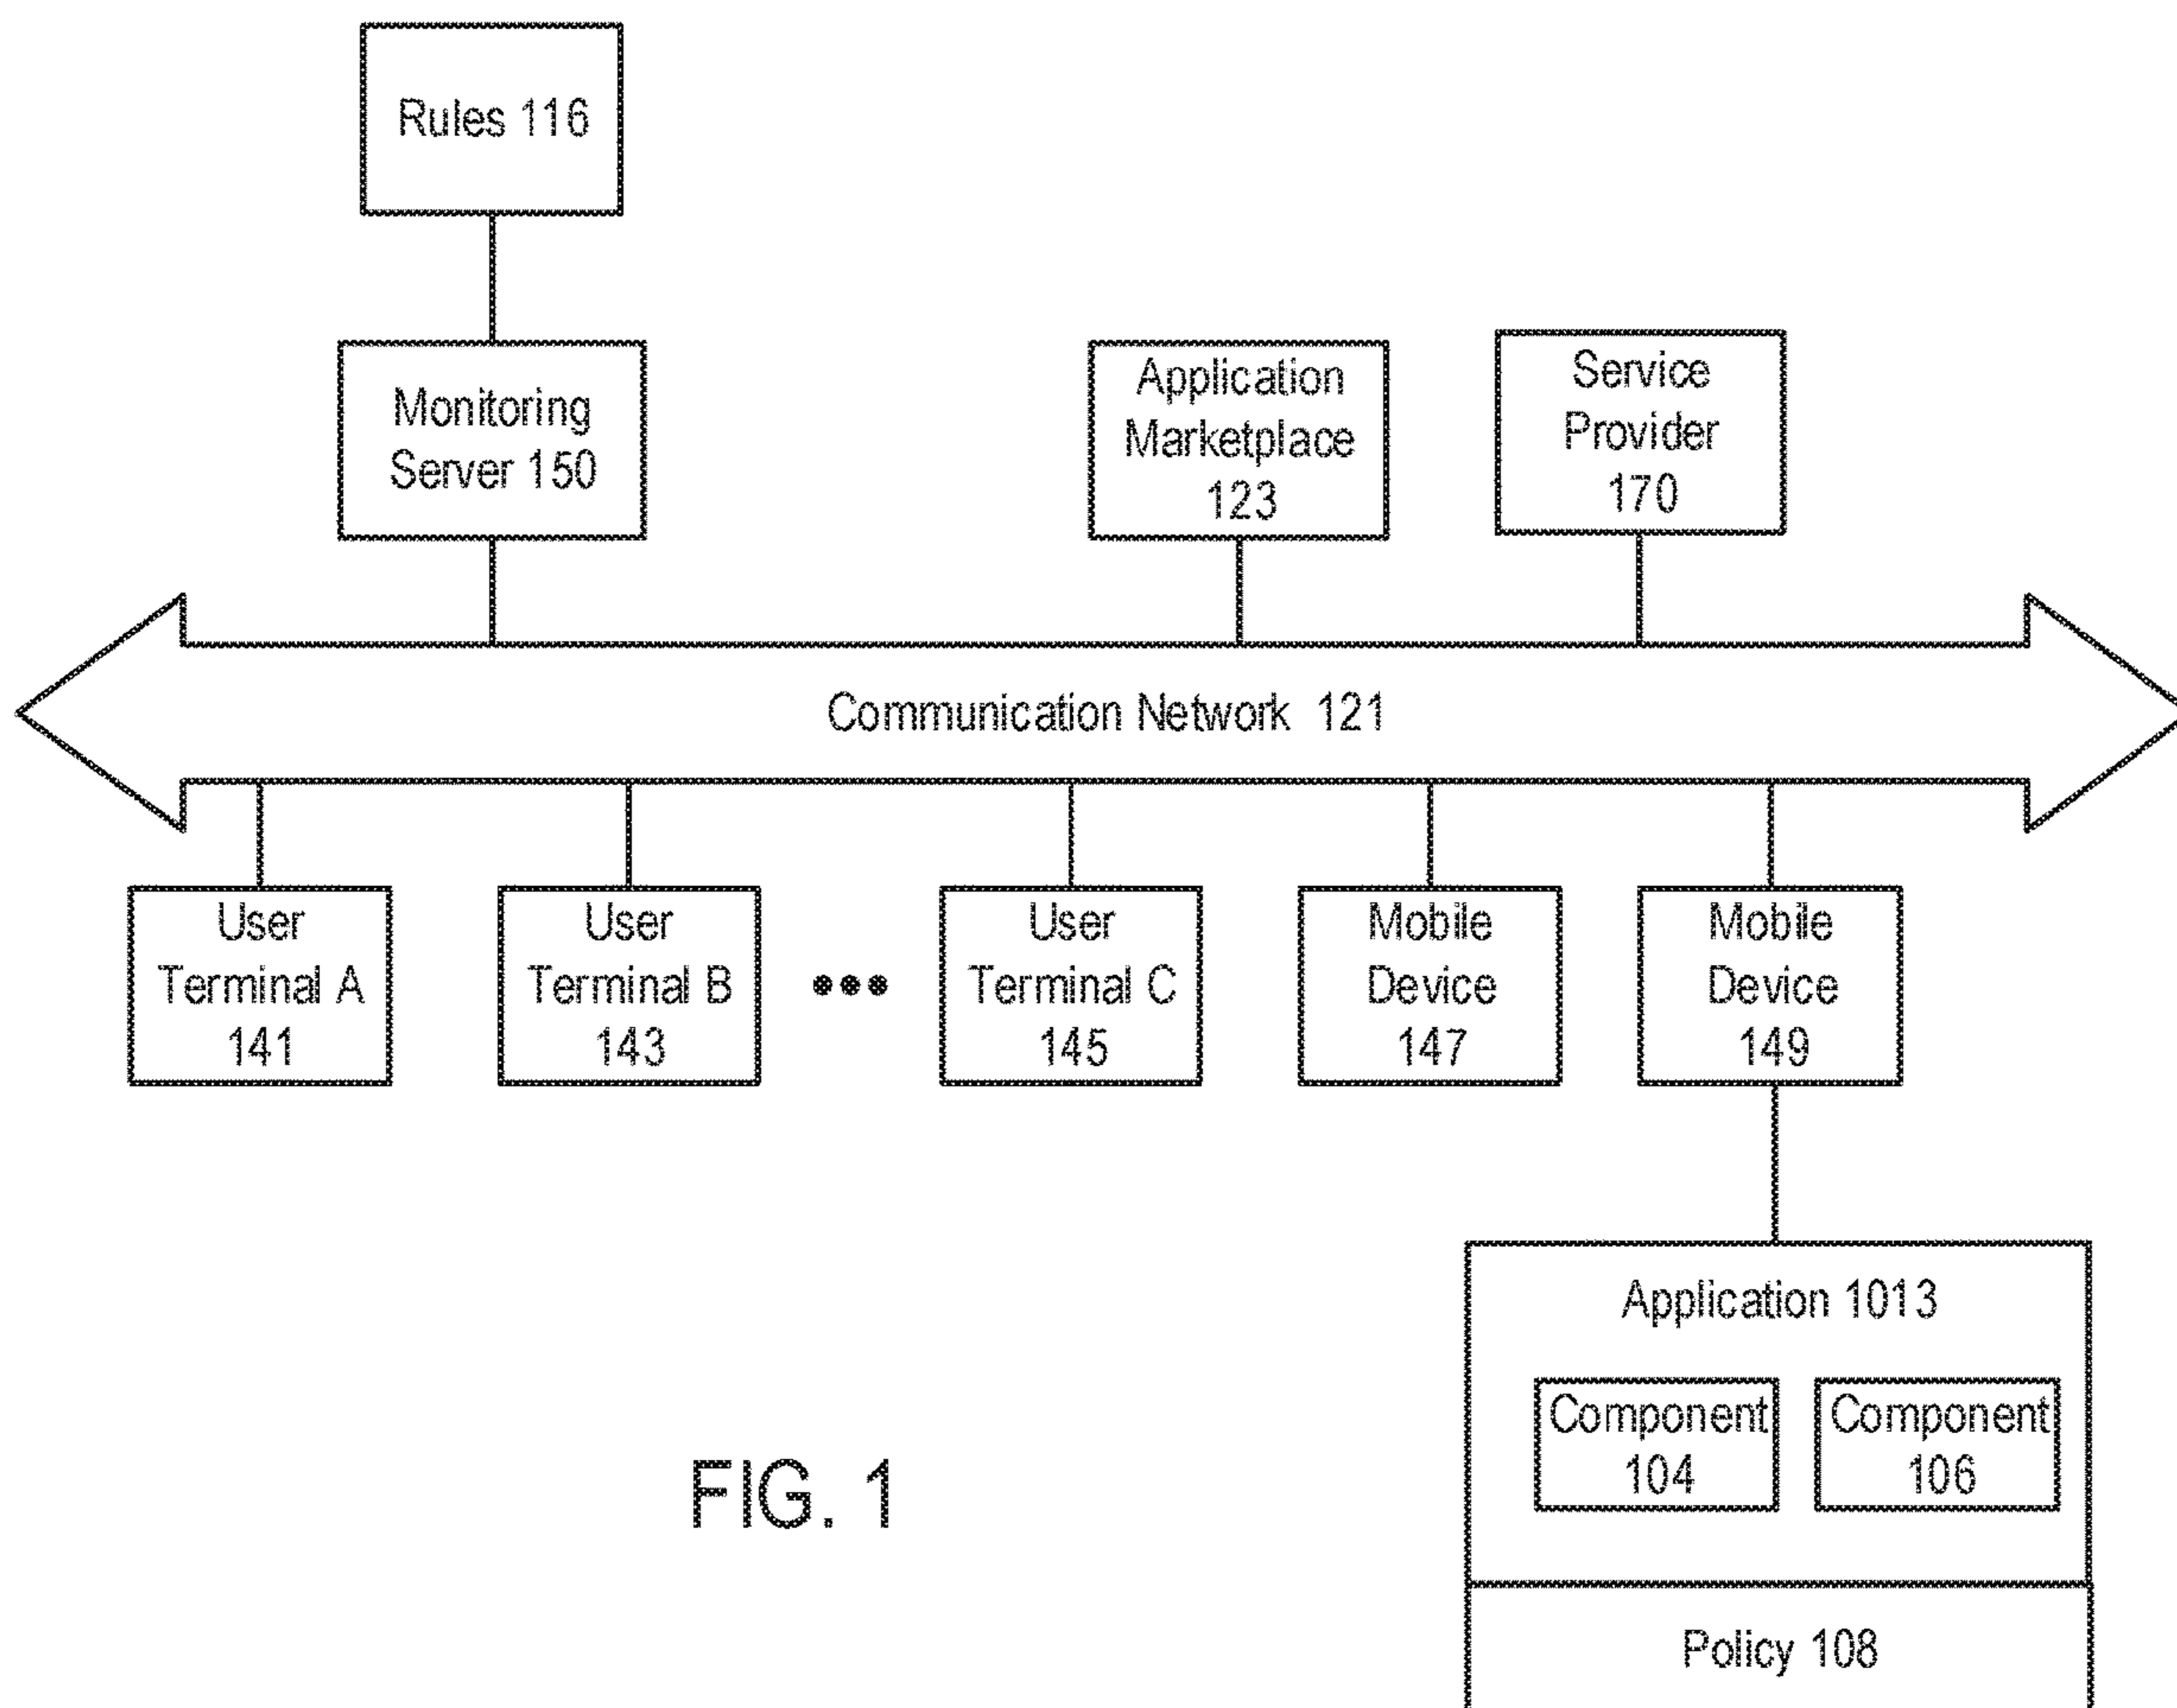 Rules 116
Monitoring
Server 150
Application
Marketplace
123
Service
Provider
170
Communication Network 121
User
Terminal A
141
User
Terminal B
143
User
Terminal C
145
Mobile
Device
147
Mobile
Device
149
Application 1013
Component
104
Component
106
Policy 108
FIG. 1